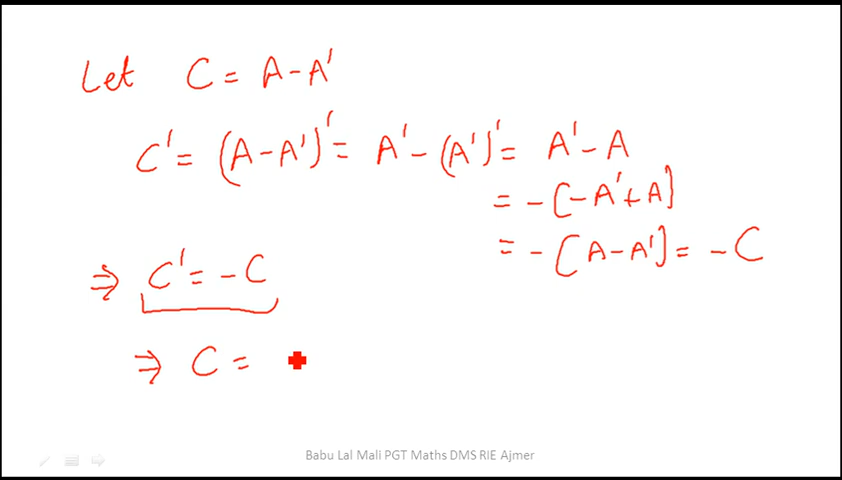 Let C = A - A'
C' = (A - A')' = A' - (A')' = A' - A
= -(-A' + A)
= -[A - A'] = -C
⇒ C' = -C
⇒ C =
Babu Lal Mali PGT Maths DMS RIE Ajmer